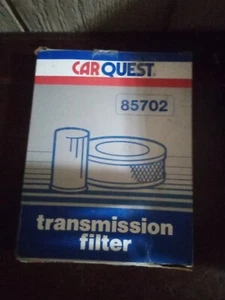 CARQUEST®
85702
transmission
filter